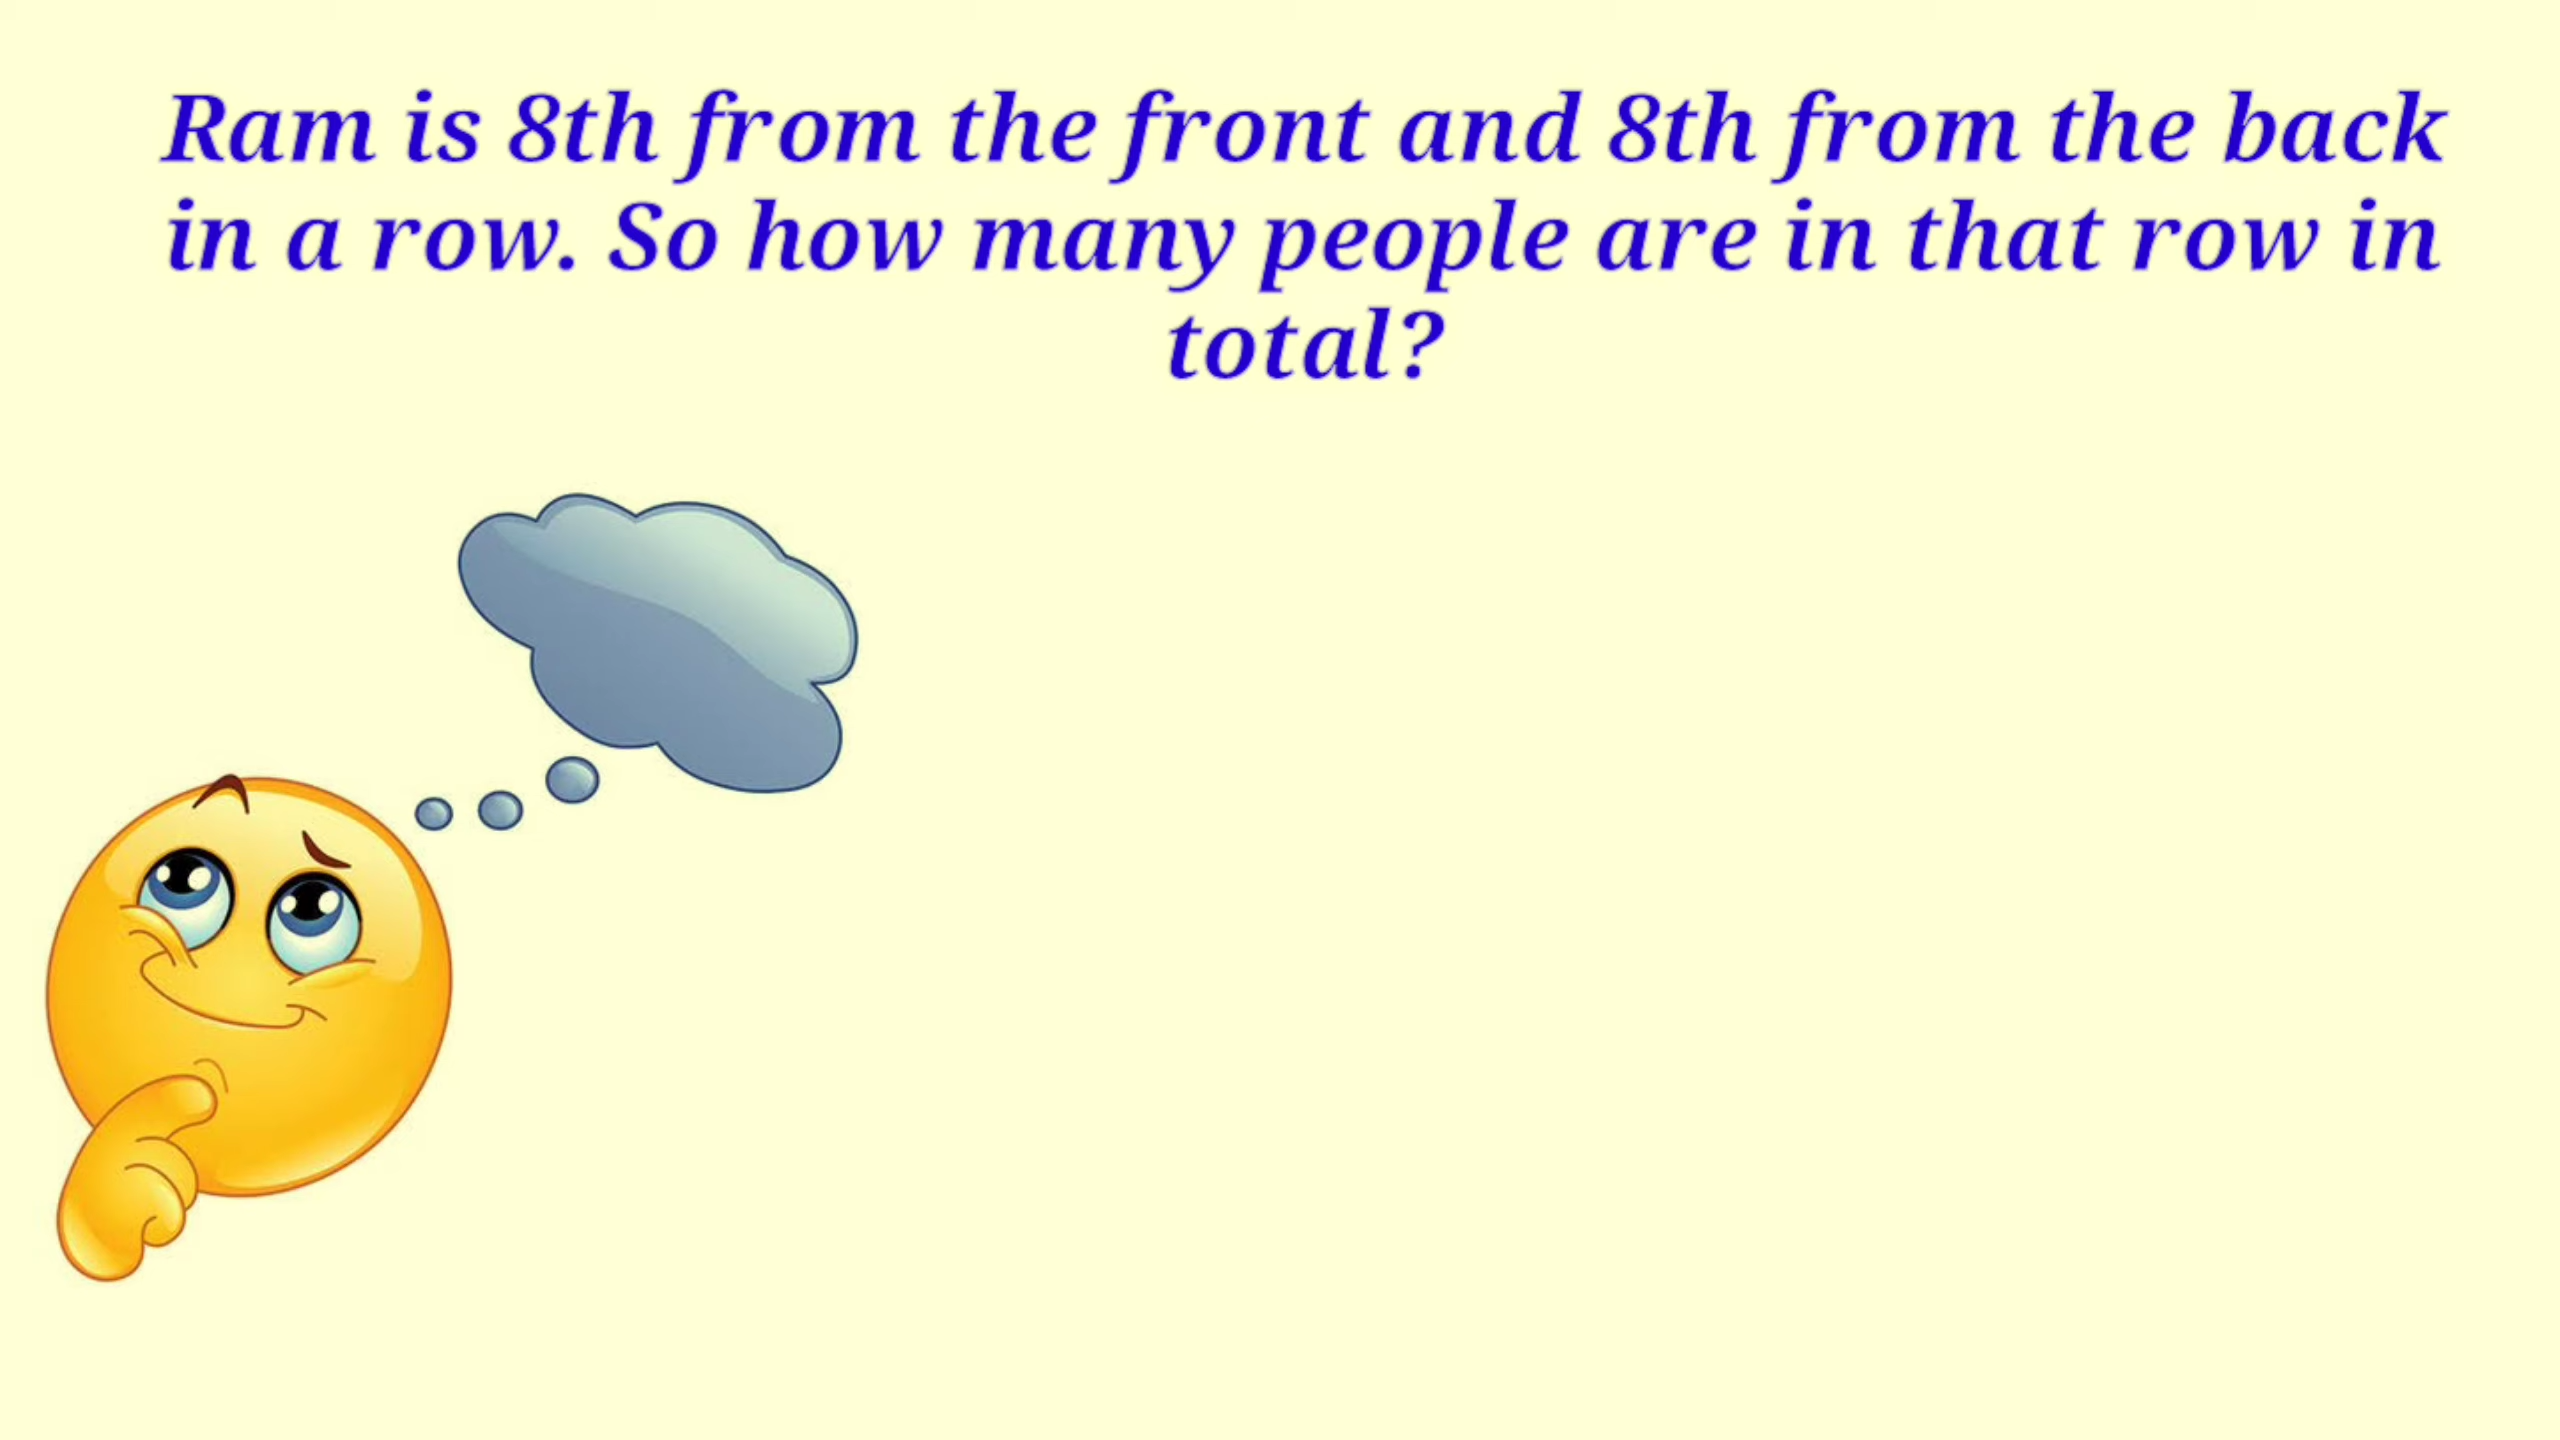 Ram is 8th from the front and 8th from the back
in a row. So how many people are in that row in
total?